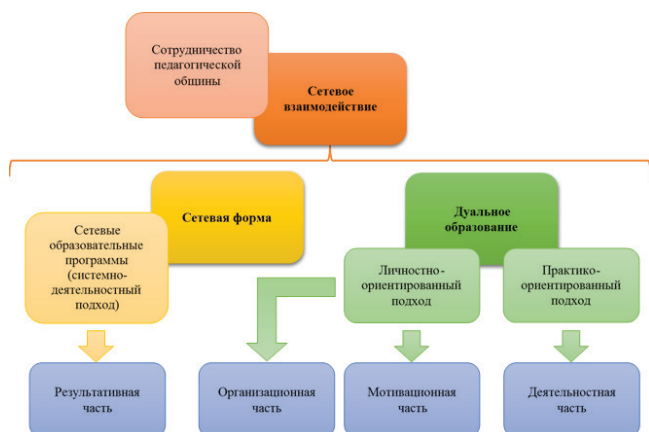 Сотрудничество
педагогической
общины
Сетевое
взаимодействие
Сетевая форма
Дуальное
образование
Сетевые
образовательные
программы
(системно-
деятельностный
подход)
Личностно-
ориентированный
подход
Практико-
ориентированный
подход
Результативная
часть
Организационная
часть
Мотивационная
часть
Деятельностная
часть